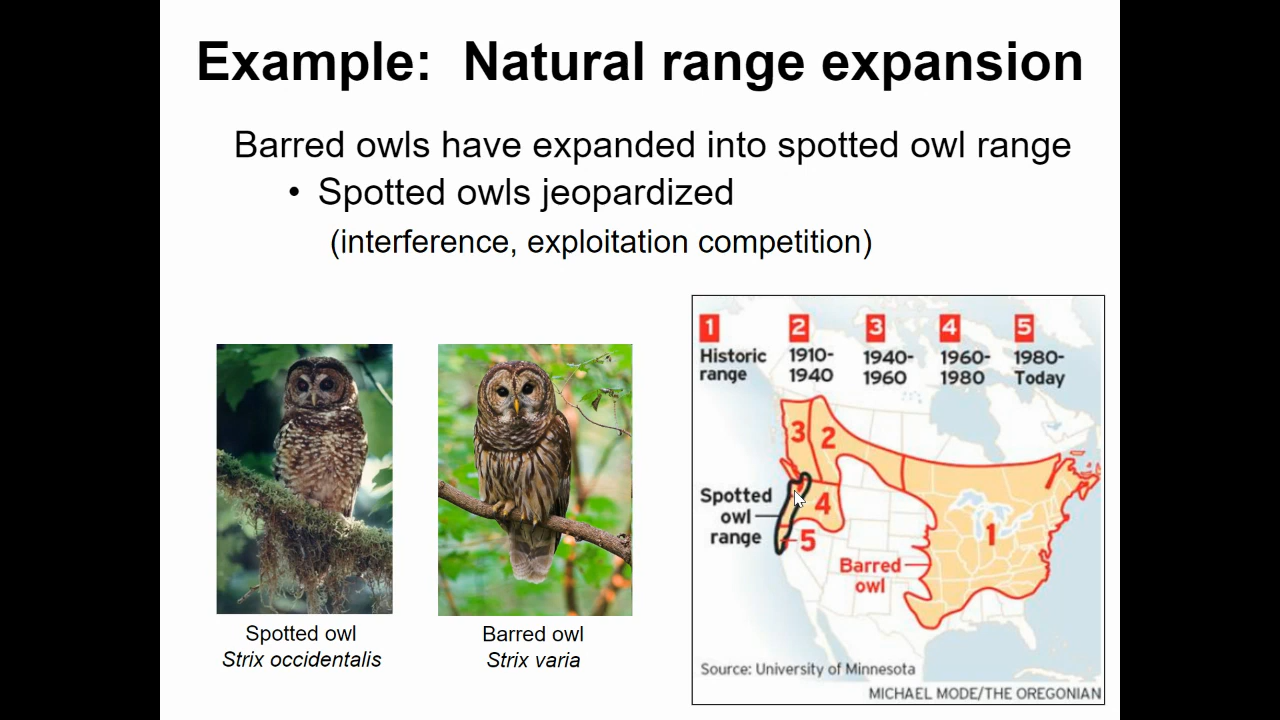 Example: Natural range expansion
Barred owls have expanded into spotted owl range
• Spotted owls jeopardized
(interference, exploitation competition)
Spotted owl
Strix occidentalis
Barred owl
Strix varia
1 2 3 4 5
Historic range
1910-1940
1940-1960
1960-1980
1980-Today
3
2
4
5
1
Spotted
owl
range
Barred
owl
Source: University of Minnesota
MICHAEL MODE/THE OREGONIAN